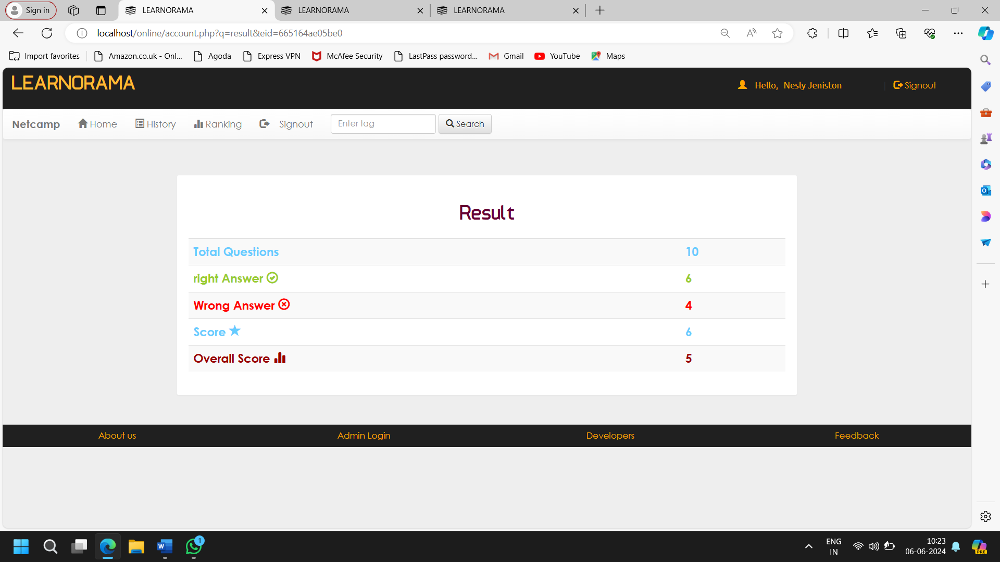 Sign in
LEARNORAMA
LEARNORAMA
LEARNORAMA
localhost/online/account.php?q=result&eid=665164ae05be0
Import favorites
Amazon.co.uk - Onl...
Agoda
Express VPN
McAfee Security
LastPass password...
Gmail
YouTube
Maps
LEARNORAMA
Hello, Nesly Jeniston
Signout
Netcamp
Home
History
Ranking
Signout
Enter tag
Search
Result
Total Questions 10
right Answer 6
Wrong Answer 4
Score 6
Overall Score 5
About us
Admin Login
Developers
Feedback
1
ENG
IN
10:23
06-06-2024
PRE